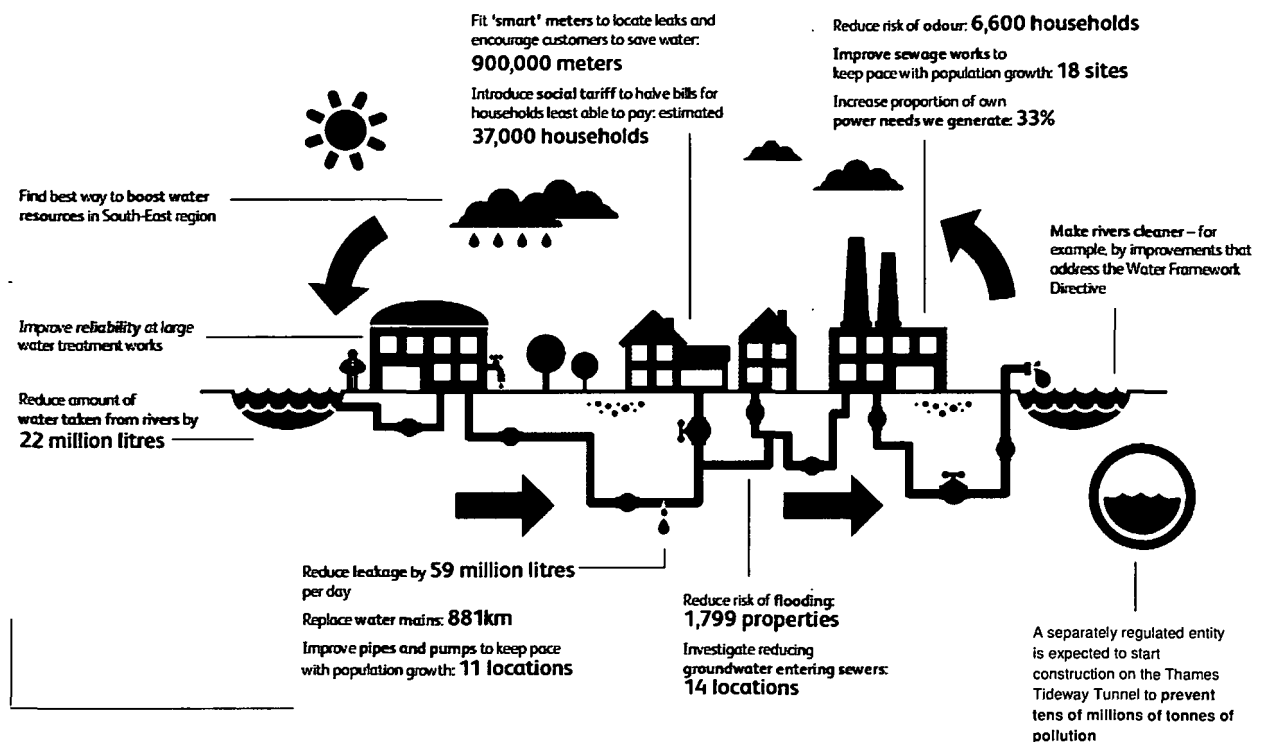 Fit 'smart' meters to locate leaks and
encourage customers to save water:
900,000 meters
Introduce social tariff to halve bills for
households least able to pay: estimated
37,000 households
Reduce risk of odour: 6,600 households
Improve sewage works to
keep pace with population growth: 18 sites
Increase proportion of own
power needs we generate: 33%
Find best way to boost water
resources in South-East region
Make rivers cleaner – for
example, by improvements that
address the Water Framework
Directive
Improve reliability at large
water treatment works
Reduce amount of
water taken from rivers by
22 million litres
Reduce leakage by 59 million litres
per day
Replace water mains: 881km
Improve pipes and pumps to keep pace
with population growth: 11 locations
Reduce risk of flooding:
1,799 properties
Investigate reducing
groundwater entering sewers:
14 locations
A separately regulated entity
is expected to start
construction on the Thames
Tideway Tunnel to prevent
tens of millions of tonnes of
pollution